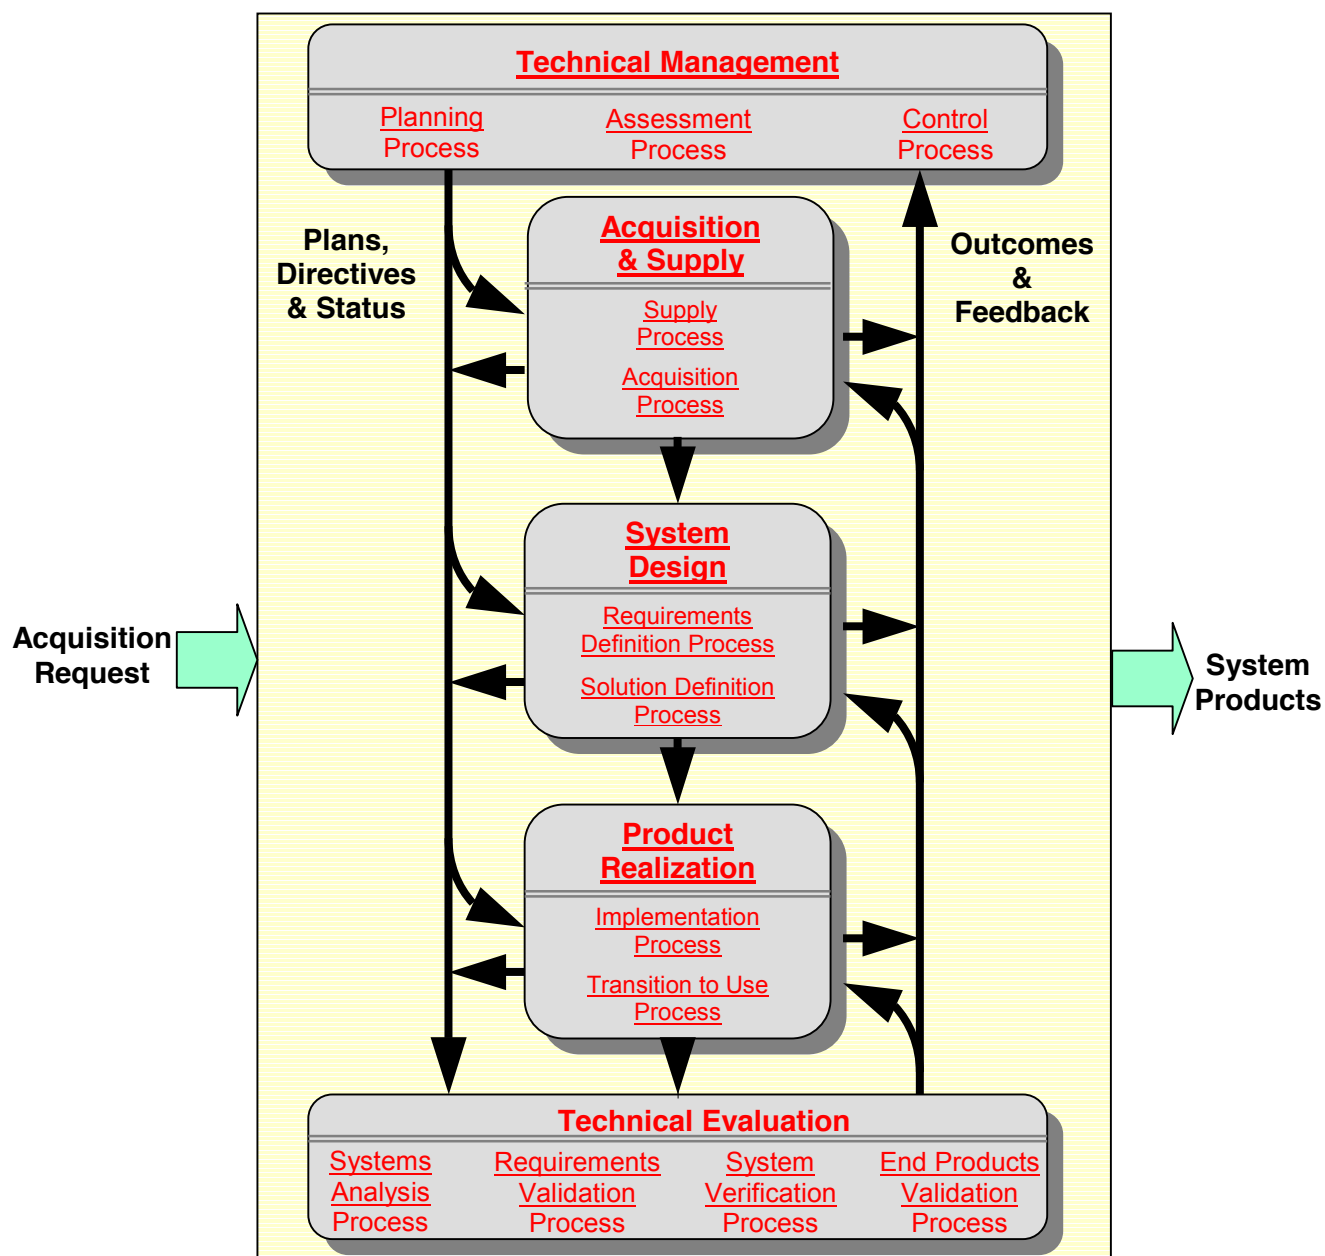 Technical Management
Planning
Process
Assessment
Process
Control
Process
Plans,
Directives
& Status
Acquisition
& Supply
Supply
Process
Acquisition
Process
Outcomes
&
Feedback
System
Design
Requirements
Definition Process
Solution Definition
Process
Acquisition
Request
System
Products
Product
Realization
Implementation
Process
Transition to Use
Process
Technical Evaluation
Systems
Analysis
Process
Requirements
Validation
Process
System
Verification
Process
End Products
Validation
Process